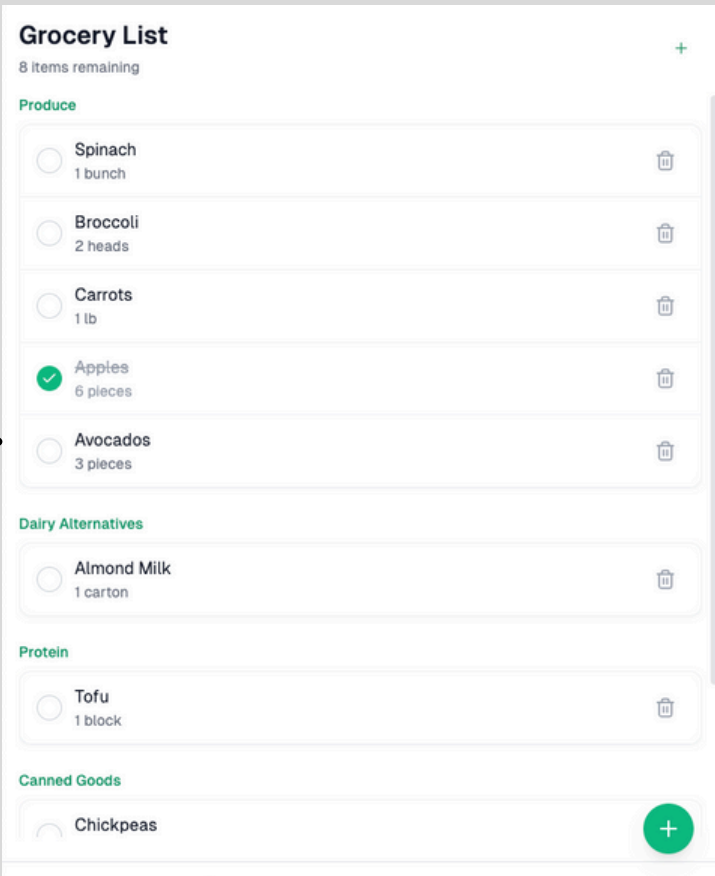 Grocery List
8 items remaining
Produce
Spinach
1 bunch
Broccoli
2 heads
Carrots
1 lb
Apples
6 pieces
Avocados
3 pieces
Dairy Alternatives
Almond Milk
1 carton
Protein
Tofu
1 block
Canned Goods
Chickpeas